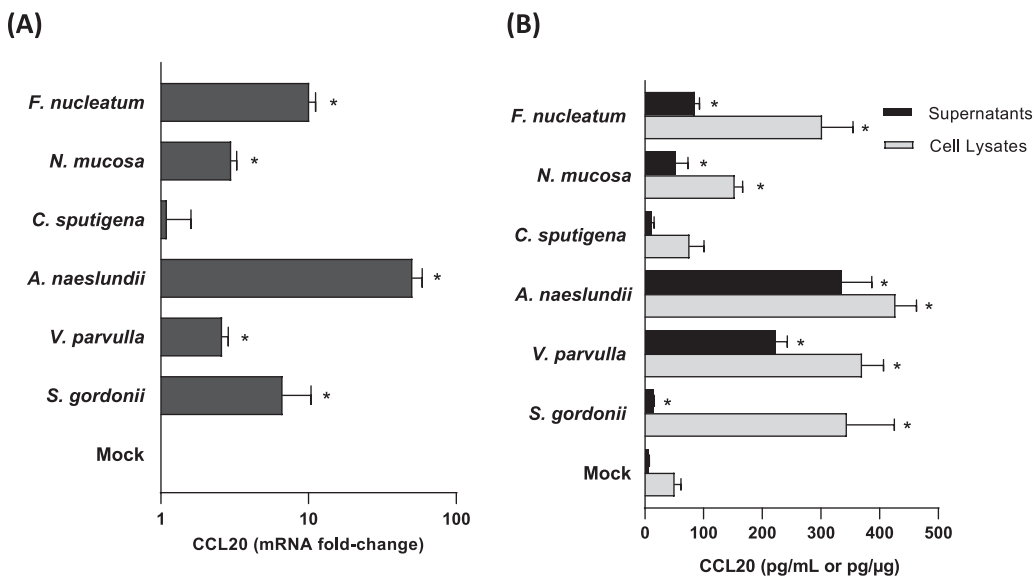 (A)
F. nucleatum
*
N. mucosa
*
C. sputigena
A. naeslundii
*
V. parvulla
*
S. gordonii
*
Mock
1 10 100
CCL20 (mRNA fold-change)
(B)
Supernatants
Cell Lysates
F. nucleatum
*
*
N. mucosa
*
*
C. sputigena
A. naeslundii
*
*
V. parvulla
*
*
S. gordonii
*
*
Mock
0 100 200 300 400 500
CCL20 (pg/mL or pg/µg)